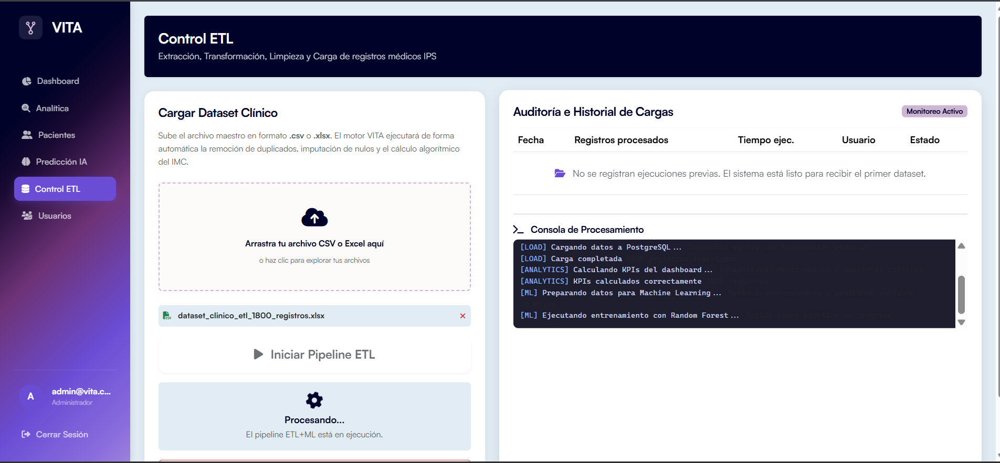 VITA
Dashboard
Analítica
Pacientes
Predicción IA
Control ETL
Usuarios
A
admin@vita.c...
Administrador
Cerrar Sesión
Control ETL
Extracción, Transformación, Limpieza y Carga de registros médicos IPS
Cargar Dataset Clínico
Sube el archivo maestro en formato .csv o .xlsx. El motor VITA ejecutará de forma
automática la remoción de duplicados, imputación de nulos y el cálculo algorítmico
del IMC.
Arrastra tu archivo CSV o Excel aquí
o haz clic para explorar tus archivos
dataset_clinico_etl_1800_registros.xlsx
Iniciar Pipeline ETL
Procesando...
El pipeline ETL+ML está en ejecución.
Auditoría e Historial de Cargas
Monitoreo Activo
Fecha Registros procesados Tiempo ejec. Usuario Estado
No se registran ejecuciones previas. El sistema está listo para recibir el primer dataset.
Consola de Procesamiento
[LOAD] Cargando datos a PostgreSQL...
[LOAD] Carga completada
[ANALYTICS] Calculando KPIs del dashboard...
[ANALYTICS] KPIs calculados correctamente
[ML] Preparando datos para Machine Learning...
[ML] Ejecutando entrenamiento con Random Forest...